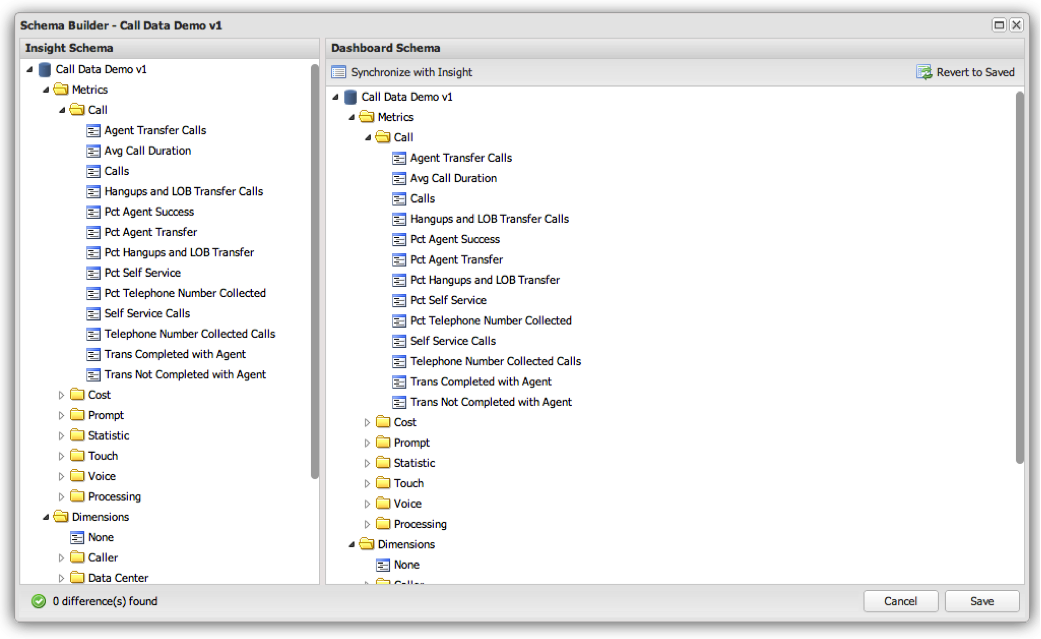 Schema Builder - Call Data Demo v1
Insight Schema
Call Data Demo v1
Metrics
Call
Agent Transfer Calls
Avg Call Duration
Calls
Hangups and LOB Transfer Calls
Pct Agent Success
Pct Agent Transfer
Pct Hangups and LOB Transfer
Pct Self Service
Pct Telephone Number Collected
Self Service Calls
Telephone Number Collected Calls
Trans Completed with Agent
Trans Not Completed with Agent
Cost
Prompt
Statistic
Touch
Voice
Processing
Dimensions
None
Caller
Data Center
Dashboard Schema
Synchronize with Insight
Revert to Saved
Call Data Demo v1
Metrics
Call
Agent Transfer Calls
Avg Call Duration
Calls
Hangups and LOB Transfer Calls
Pct Agent Success
Pct Agent Transfer
Pct Hangups and LOB Transfer
Pct Self Service
Pct Telephone Number Collected
Self Service Calls
Telephone Number Collected Calls
Trans Completed with Agent
Trans Not Completed with Agent
Cost
Prompt
Statistic
Touch
Voice
Processing
Dimensions
None
Caller
0 difference(s) found
Cancel
Save